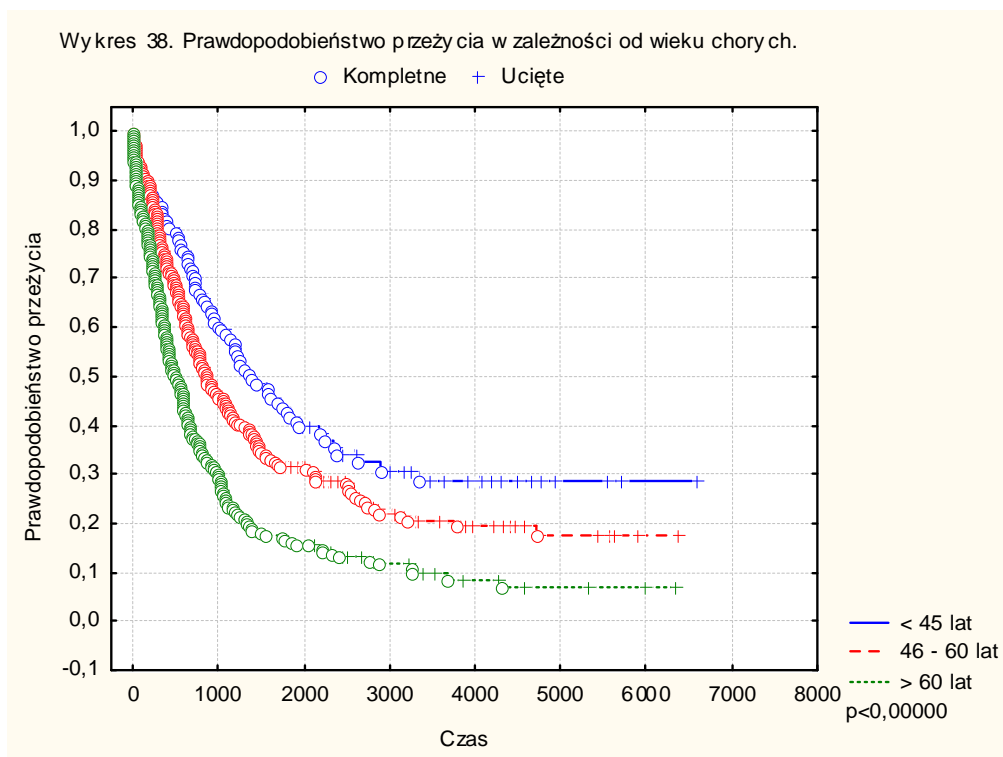 Wykres 38. Prawdopodobieństwo przeżycia w zależności od wieku chorych.
Kompletne + Ucięte
1,0
0,9
0,8
0,7
0,6
0,5
0,4
0,3
0,2
0,1
0,0
-0,1
Prawdopodobieństwo przeżycia
0 1000 2000 3000 4000 5000 6000 7000 8000
Czas
< 45 lat
46 - 60 lat
> 60 lat
p<0,00000